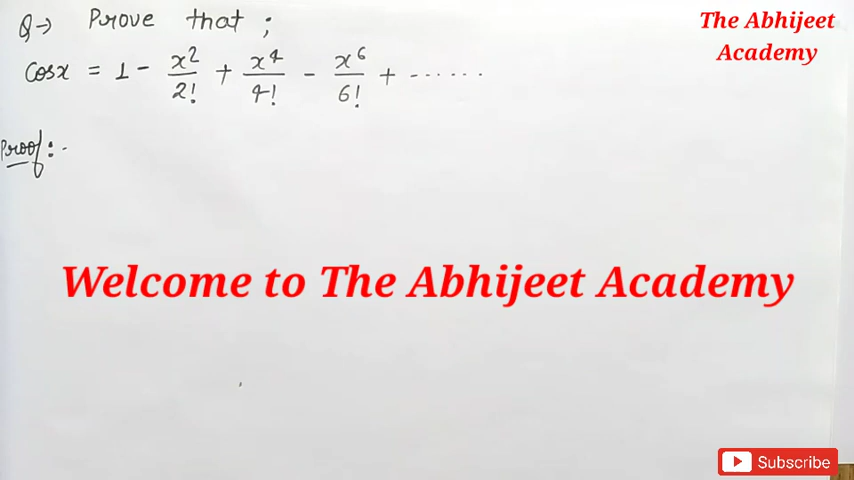 Q→ Prove that ;
Cosx = 1 - x²/2! + x⁴/4! - x⁶/6! + ......
Proof:-
The Abhijeet
Academy
Welcome to The Abhijeet Academy
Subscribe